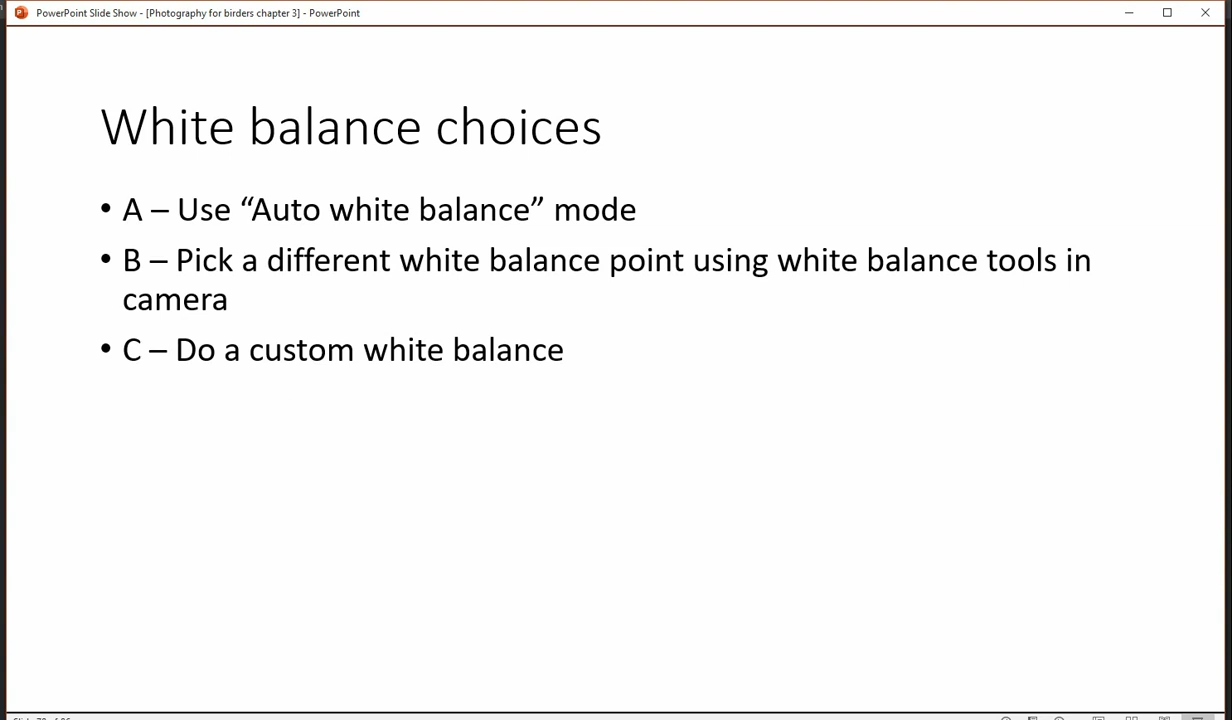 PowerPoint Slide Show - [Photography for birders chapter 3] - PowerPoint
White balance choices
• A – Use “Auto white balance” mode
• B – Pick a different white balance point using white balance tools in
camera
• C – Do a custom white balance